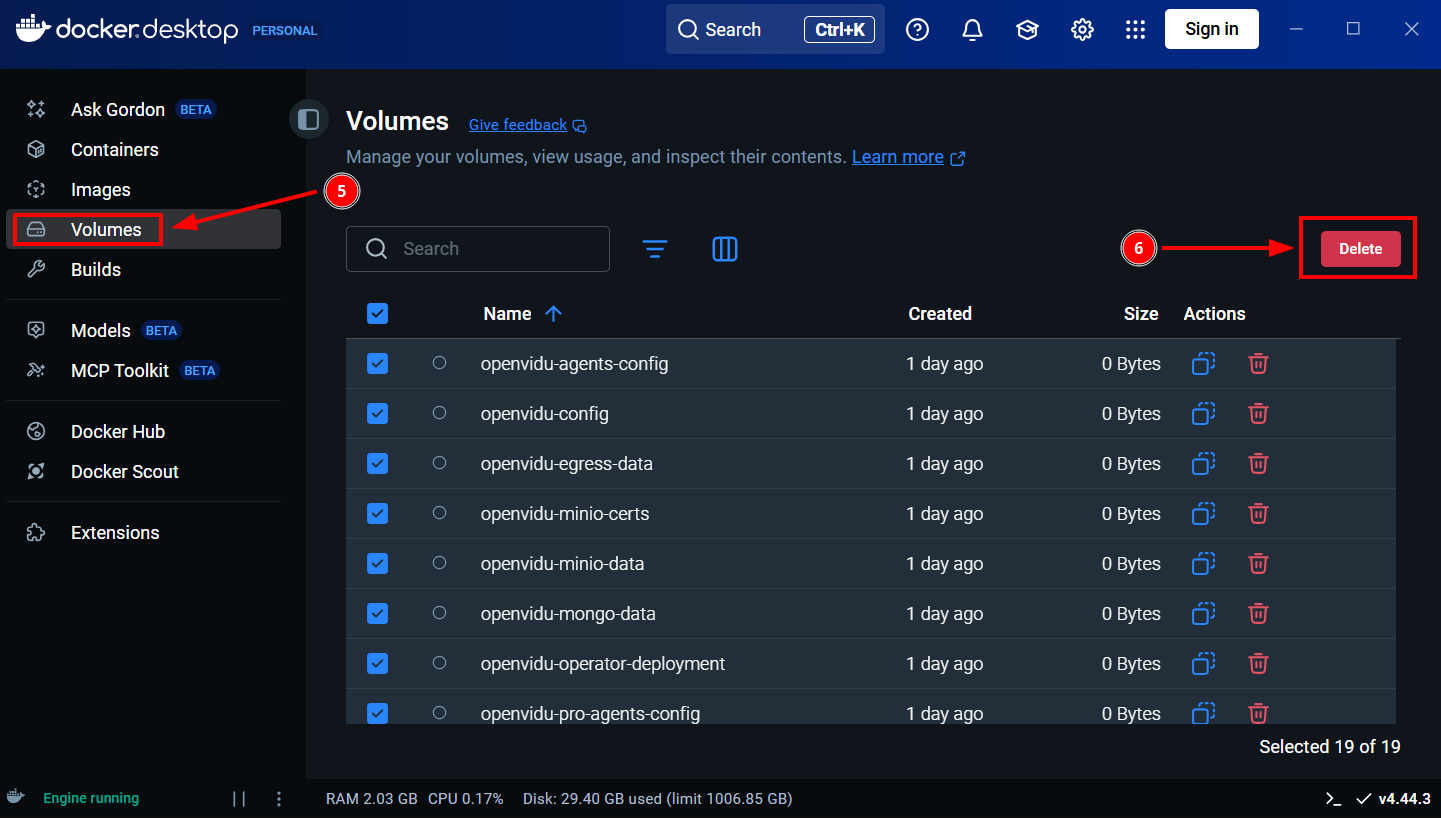 docker.desktop PERSONAL Search Ctrl+K Sign in
Ask Gordon BETA
Containers
Images
Volumes
Builds
Models BETA
MCP Toolkit BETA
Docker Hub
Docker Scout
Extensions
Volumes Give feedback
Manage your volumes, view usage, and inspect their contents. Learn more
5
Search
6
Delete
Name Created Size Actions
openvidu-agents-config 1 day ago 0 Bytes
openvidu-config 1 day ago 0 Bytes
openvidu-egress-data 1 day ago 0 Bytes
openvidu-minio-certs 1 day ago 0 Bytes
openvidu-minio-data 1 day ago 0 Bytes
openvidu-mongo-data 1 day ago 0 Bytes
openvidu-operator-deployment 1 day ago 0 Bytes
openvidu-pro-agents-config 1 day ago 0 Bytes
Selected 19 of 19
Engine running RAM 2.03 GB CPU 0.17% Disk: 29.40 GB used (limit 1006.85 GB) v4.44.3